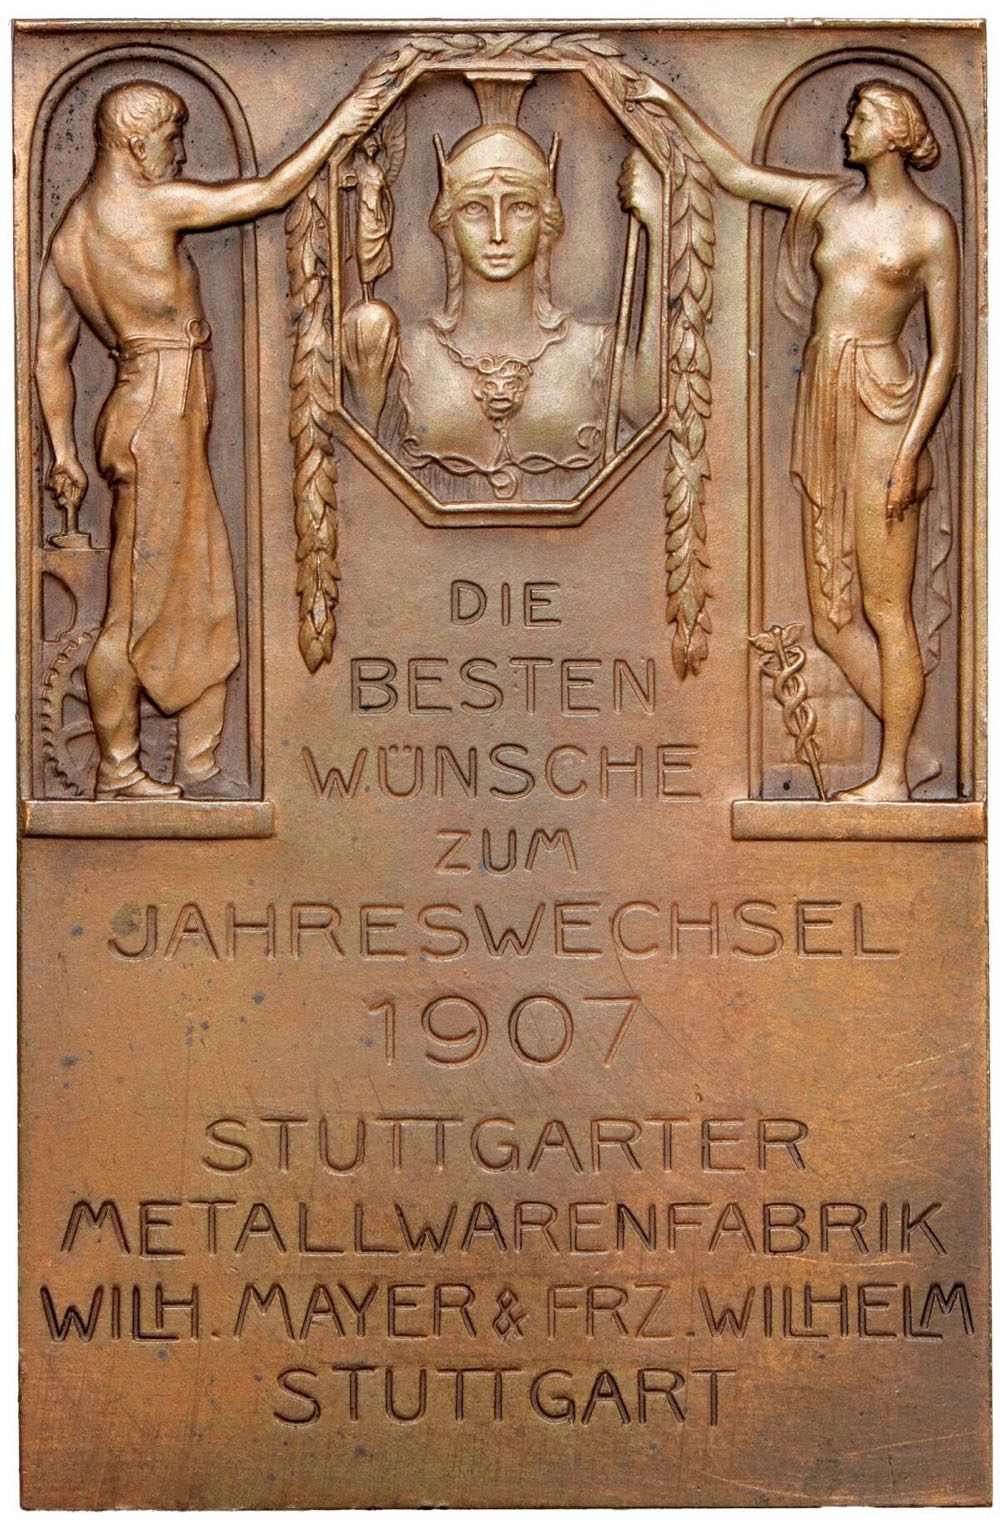 DIE
BESTEN
WÜNSCHE
ZUM
JAHRESWECHSEL
1907
STUTTGARTER
METALLWARENFABRIK
WILH. MAYER & FRZ. WILHELM
STUTTGART